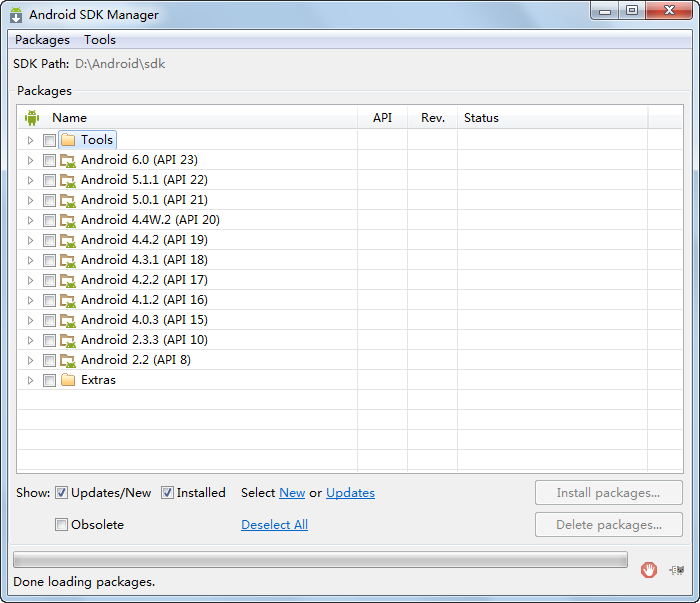 Android SDK Manager
Packages Tools
SDK Path: D:\Android\sdk
Packages
Name API Rev. Status
Tools
Android 6.0 (API 23)
Android 5.1.1 (API 22)
Android 5.0.1 (API 21)
Android 4.4W.2 (API 20)
Android 4.4.2 (API 19)
Android 4.3.1 (API 18)
Android 4.2.2 (API 17)
Android 4.1.2 (API 16)
Android 4.0.3 (API 15)
Android 2.3.3 (API 10)
Android 2.2 (API 8)
Extras
Show: Updates/New Installed Select New or Updates Install packages...
Obsolete Deselect All Delete packages...
Done loading packages.